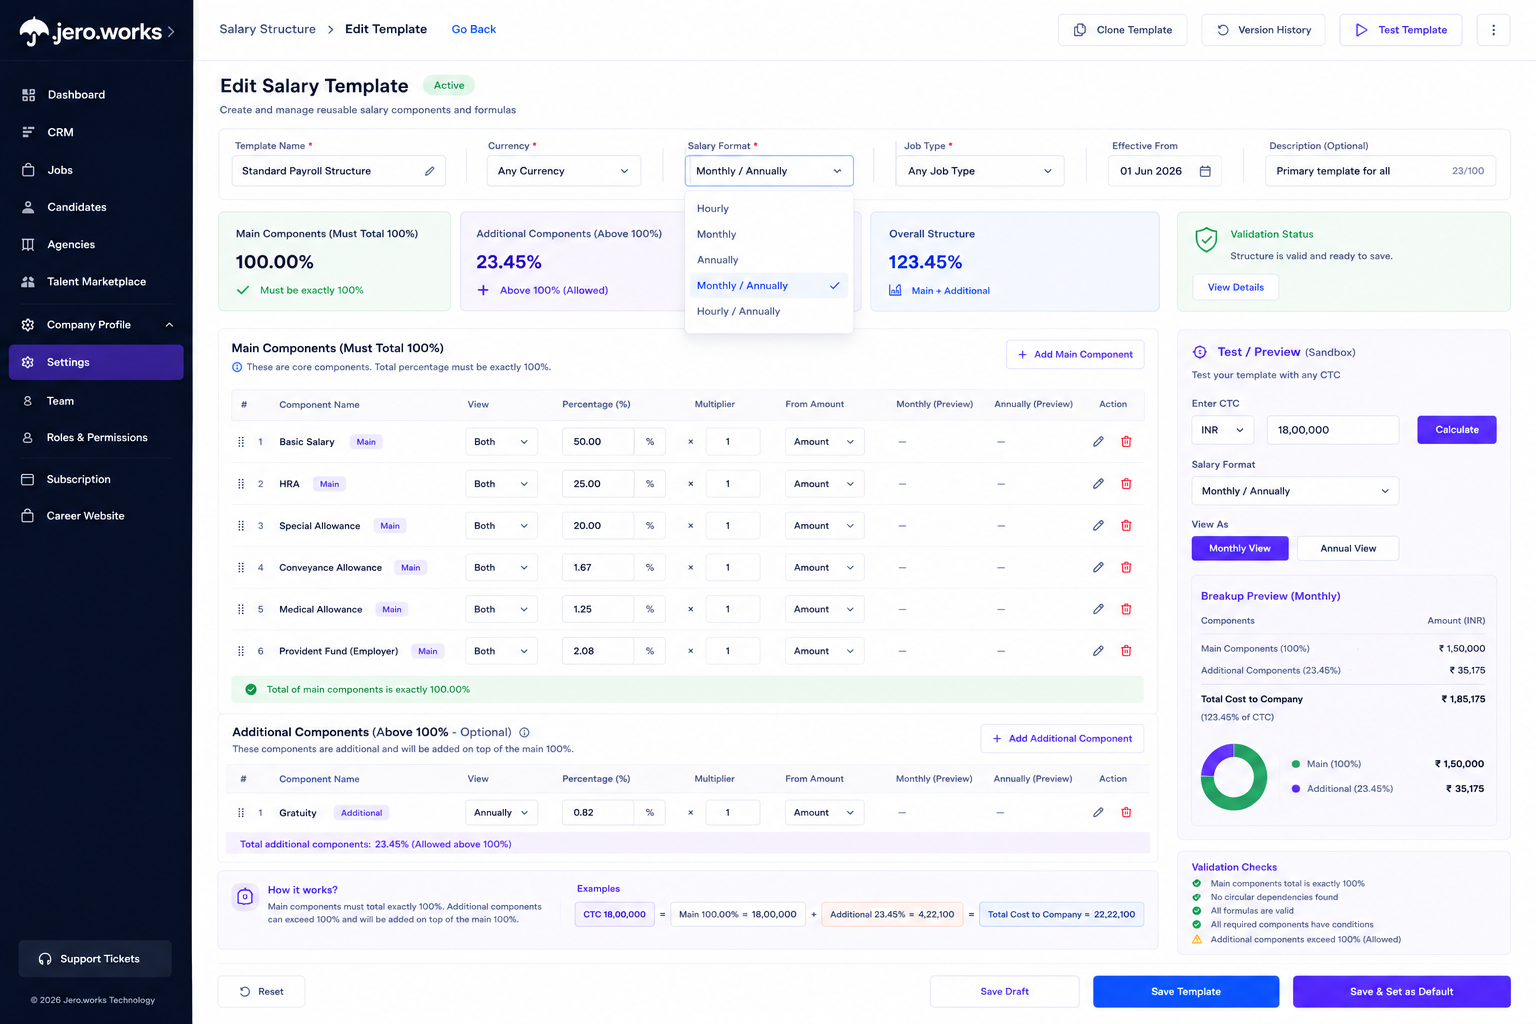 jero.works
Dashboard
CRM
Jobs
Candidates
Agencies
Talent Marketplace
Company Profile
Settings
Team
Roles & Permissions
Subscription
Career Website
Support Tickets
© 2026 Jero.works Technology
Salary Structure > Edit Template Go Back
Clone Template Version History Test Template
Edit Salary Template Active
Create and manage reusable salary components and formulas
Template Name * Currency * Salary Format * Job Type * Effective From Description (Optional)
Standard Payroll Structure Any Currency Monthly / Annually Any Job Type 01 Jun 2026 Primary template for all 23/100
Hourly
Monthly
Annually
Monthly / Annually
Hourly / Annually
Main Components (Must Total 100%)
100.00%
Must be exactly 100%
Additional Components (Above 100%)
23.45%
Above 100% (Allowed)
Overall Structure
123.45%
Main + Additional
Validation Status
Structure is valid and ready to save.
View Details
Main Components (Must Total 100%)
These are core components. Total percentage must be exactly 100%.
+ Add Main Component
# Component Name View Percentage (%) Multiplier From Amount Monthly (Preview) Annually (Preview) Action
1 Basic Salary Main Both 50.00 % × 1 Amount — —
2 HRA Main Both 25.00 % × 1 Amount — —
3 Special Allowance Main Both 20.00 % × 1 Amount — —
4 Conveyance Allowance Main Both 1.67 % × 1 Amount — —
5 Medical Allowance Main Both 1.25 % × 1 Amount — —
6 Provident Fund (Employer) Main Both 2.08 % × 1 Amount — —
Total of main components is exactly 100.00%
Additional Components (Above 100% - Optional)
These components are additional and will be added on top of the main 100%.
+ Add Additional Component
# Component Name View Percentage (%) Multiplier From Amount Monthly (Preview) Annually (Preview) Action
1 Gratuity Additional Annually 0.82 % × 1 Amount — —
Total additional components: 23.45% (Allowed above 100%)
How it works?
Main components must total exactly 100%. Additional components
can exceed 100% and will be added on top of the main 100%.
Examples
CTC 18,00,000 = Main 100.00% = 18,00,000 + Additional 23.45% = 4,22,100 = Total Cost to Company = 22,22,100
Test / Preview (Sandbox)
Test your template with any CTC
Enter CTC
INR 18,00,000 Calculate
Salary Format
Monthly / Annually
View As
Monthly View Annual View
Breakup Preview (Monthly)
Components Amount (INR)
Main Components (100%) ₹ 1,50,000
Additional Components (23.45%) ₹ 35,175
Total Cost to Company ₹ 1,85,175
(123.45% of CTC)
Main (100%) ₹ 1,50,000
Additional (23.45%) ₹ 35,175
Validation Checks
Main components total is exactly 100%
No circular dependencies found
All formulas are valid
All required components have conditions
Additional components exceed 100% (Allowed)
Reset Save Draft Save Template Save & Set as Default